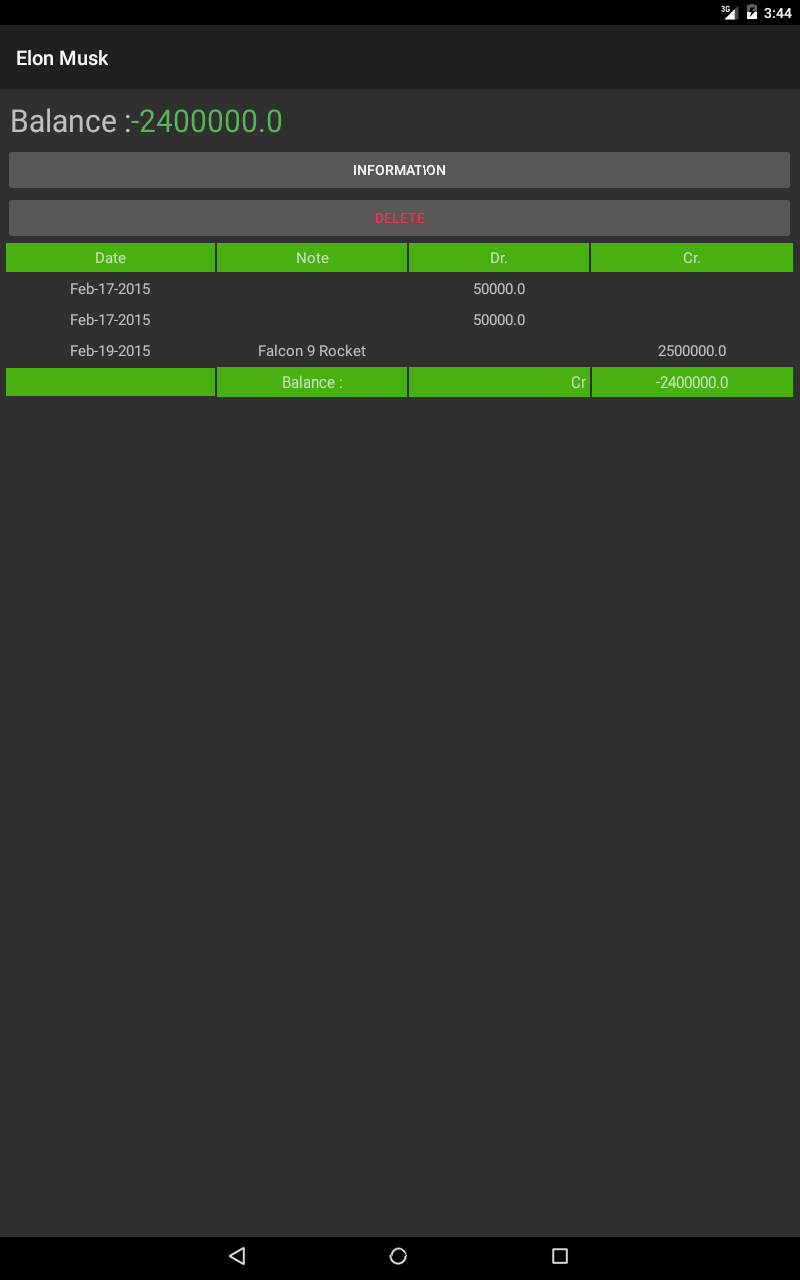 3G 3:44
Elon Musk
Balance :-2400000.0
INFORMATION
DELETE
Date Note Dr. Cr.
Feb-17-2015 50000.0
Feb-17-2015 50000.0
Feb-19-2015 Falcon 9 Rocket 2500000.0
Balance : Cr -2400000.0